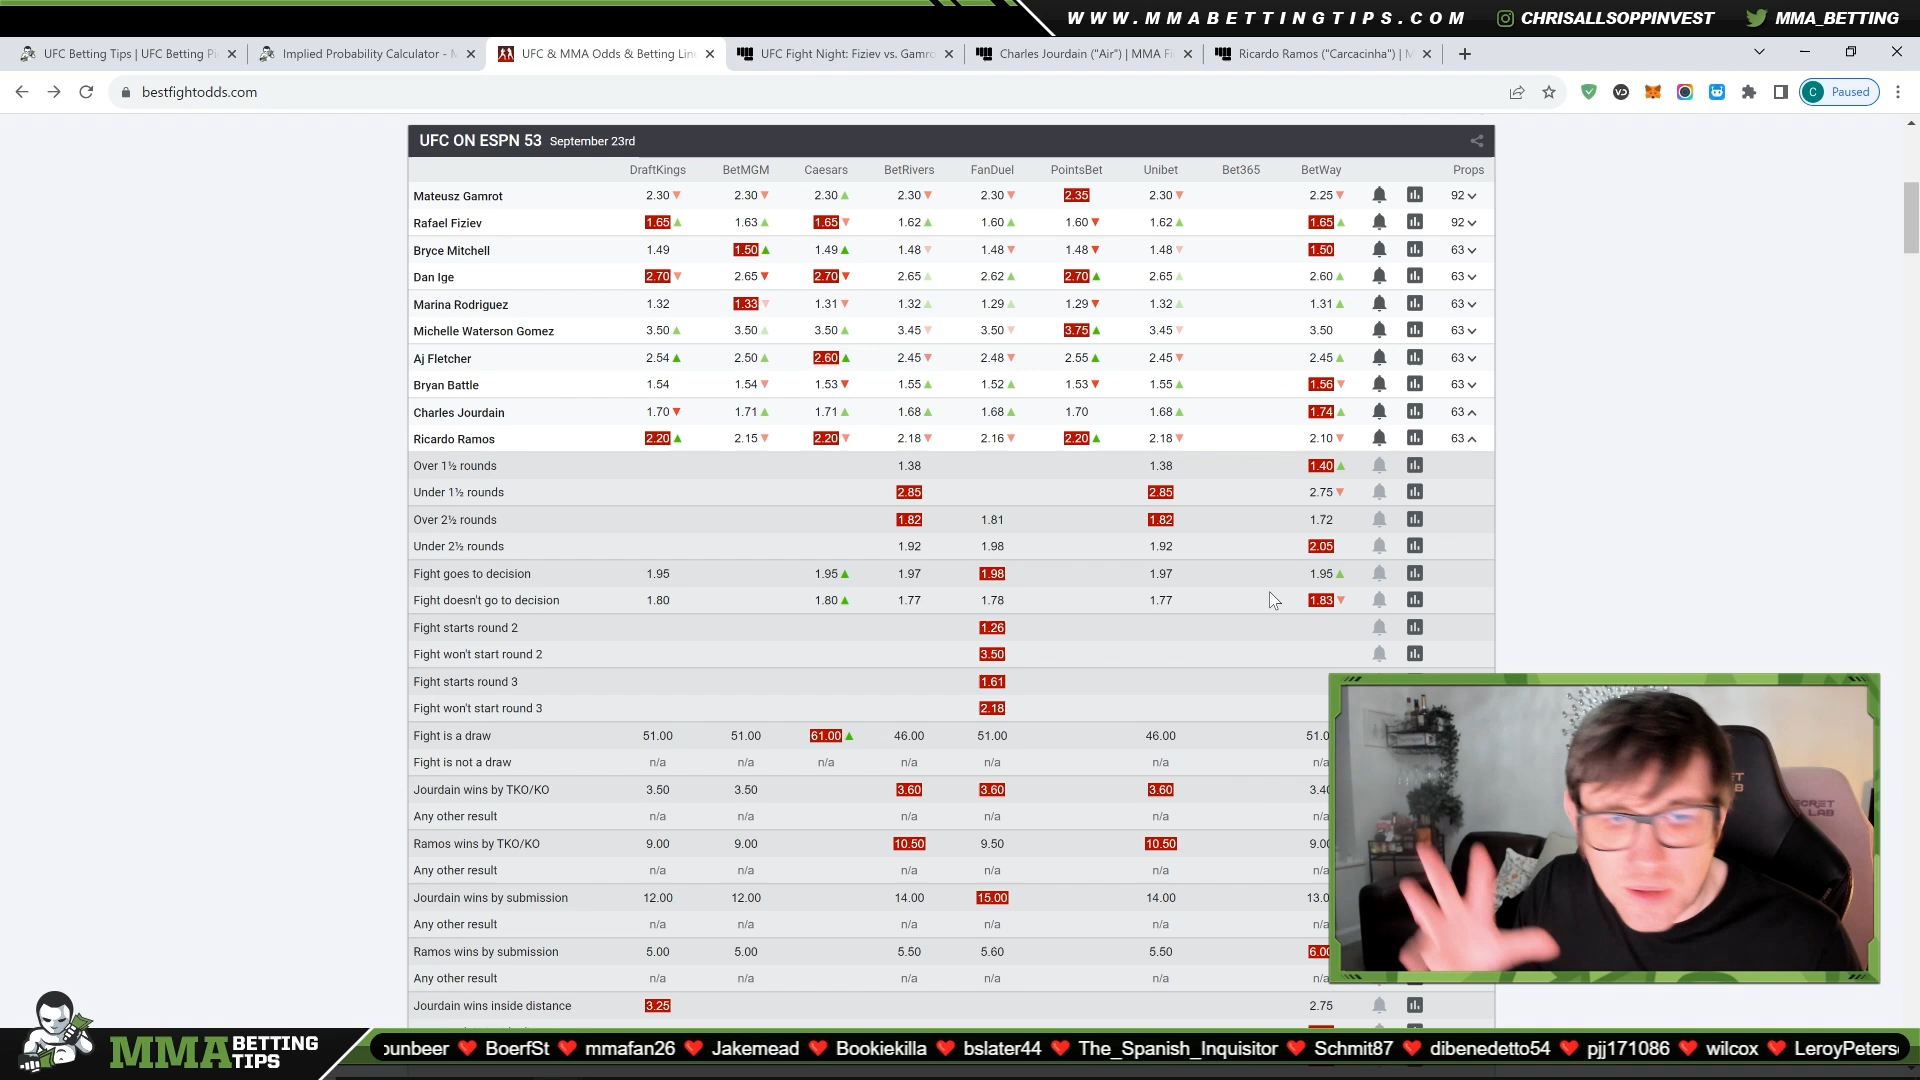 WWW.MMABETTINGTIPS.COM CHRISALLSOPPINVEST MMA_BETTING
UFC Betting Tips | UFC Betting Pi Implied Probability Calculator - UFC & MMA Odds & Betting Line UFC Fight Night: Fiziev vs. Gamro Charles Jourdain ("Air") | MMA Fi Ricardo Ramos ("Carcacinha") |
bestfightodds.com C Paused
UFC ON ESPN 53 September 23rd
DraftKings BetMGM Caesars BetRivers FanDuel PointsBet Unibet Bet365 BetWay Props
Mateusz Gamrot 2.30▼ 2.30▼ 2.30▲ 2.30▼ 2.30▼ 2.35 2.30▼ 2.25▼ 92
Rafael Fiziev 1.65▲ 1.63▲ 1.65▼ 1.62▲ 1.60▲ 1.60▼ 1.62▲ 1.65▲ 92
Bryce Mitchell 1.49 1.50▲ 1.49▲ 1.48▼ 1.48▼ 1.48▼ 1.48▼ 1.50 63
Dan Ige 2.70▼ 2.65▼ 2.70▼ 2.65▲ 2.62▲ 2.70▲ 2.65▲ 2.60▲ 63
Marina Rodriguez 1.32 1.33▼ 1.31▼ 1.32▲ 1.29▲ 1.29▼ 1.32▲ 1.31▲ 63
Michelle Waterson Gomez 3.50▲ 3.50▲ 3.50▲ 3.45▼ 3.50▼ 3.75▲ 3.45▼ 3.50 63
Aj Fletcher 2.54▲ 2.50▲ 2.60▲ 2.45▼ 2.48▼ 2.55▲ 2.45▼ 2.45▲ 63
Bryan Battle 1.54 1.54▼ 1.53▼ 1.55▲ 1.52▲ 1.53▼ 1.55▲ 1.56▼ 63
Charles Jourdain 1.70▼ 1.71▲ 1.71▲ 1.68▲ 1.68▲ 1.70 1.68▲ 1.74▲ 63
Ricardo Ramos 2.20▲ 2.15▼ 2.20▼ 2.18▼ 2.16▼ 2.20▲ 2.18▼ 2.10▼ 63
Over 1½ rounds 1.38 1.38 1.40▲
Under 1½ rounds 2.85 2.85 2.75▼
Over 2½ rounds 1.82 1.81 1.82 1.72
Under 2½ rounds 1.92 1.98 1.92 2.05
Fight goes to decision 1.95 1.95▲ 1.97 1.98 1.97 1.95▲
Fight doesn't go to decision 1.80 1.80▲ 1.77 1.78 1.77 1.83▼
Fight starts round 2 1.26
Fight won't start round 2 3.50
Fight starts round 3 1.61
Fight won't start round 3 2.18
Fight is a draw 51.00 51.00 61.00▲ 46.00 51.00 46.00 51.0
Fight is not a draw n/a n/a n/a n/a n/a n/a n/a
Jourdain wins by TKO/KO 3.50 3.50 3.60 3.60 3.60 3.40
Any other result n/a n/a n/a n/a n/a n/a
Ramos wins by TKO/KO 9.00 9.00 10.50 9.50 10.50 9.00
Any other result n/a n/a n/a n/a n/a n/a
Jourdain wins by submission 12.00 12.00 14.00 15.00 14.00 13.0
Any other result n/a n/a n/a n/a n/a n/a
Ramos wins by submission 5.00 5.00 5.50 5.60 5.50 6.00
Any other result n/a n/a n/a n/a n/a n/a
Jourdain wins inside distance 3.25 2.75
MMA BETTING TIPS
ounbeer ❤ BoerfSt ❤ mmafan26 ❤ Jakemead ❤ Bookiekilla ❤ bslater44 ❤ The_Spanish_Inquisitor ❤ Schmit87 ❤ dibenedetto54 ❤ pjj171086 ❤ wilcox ❤ LeroyPeters